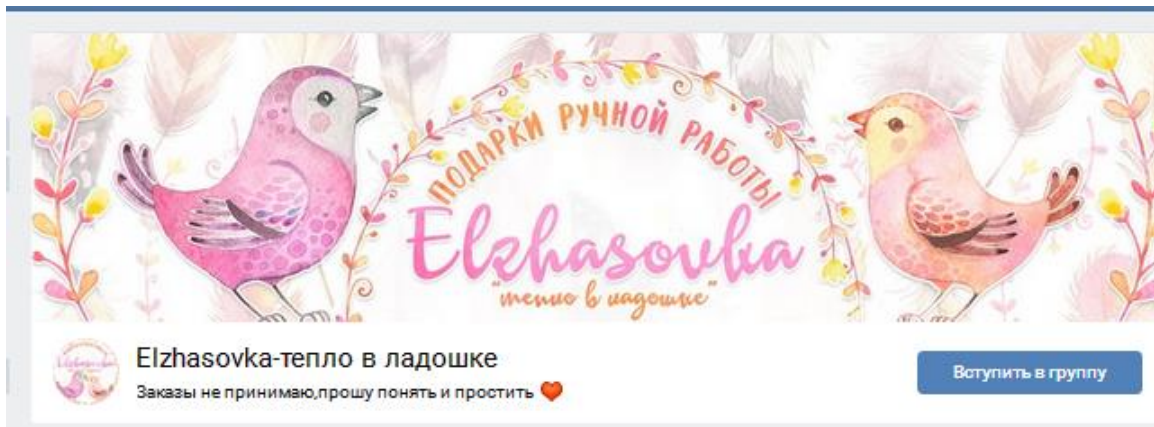 ПОДАРКИ РУЧНОЙ РАБОТЫ
Elzhasovka
"тепло в ладошке"
Elzhasovka-тепло в ладошке
Заказы не принимаю,прошу понять и простить
Вступить в группу